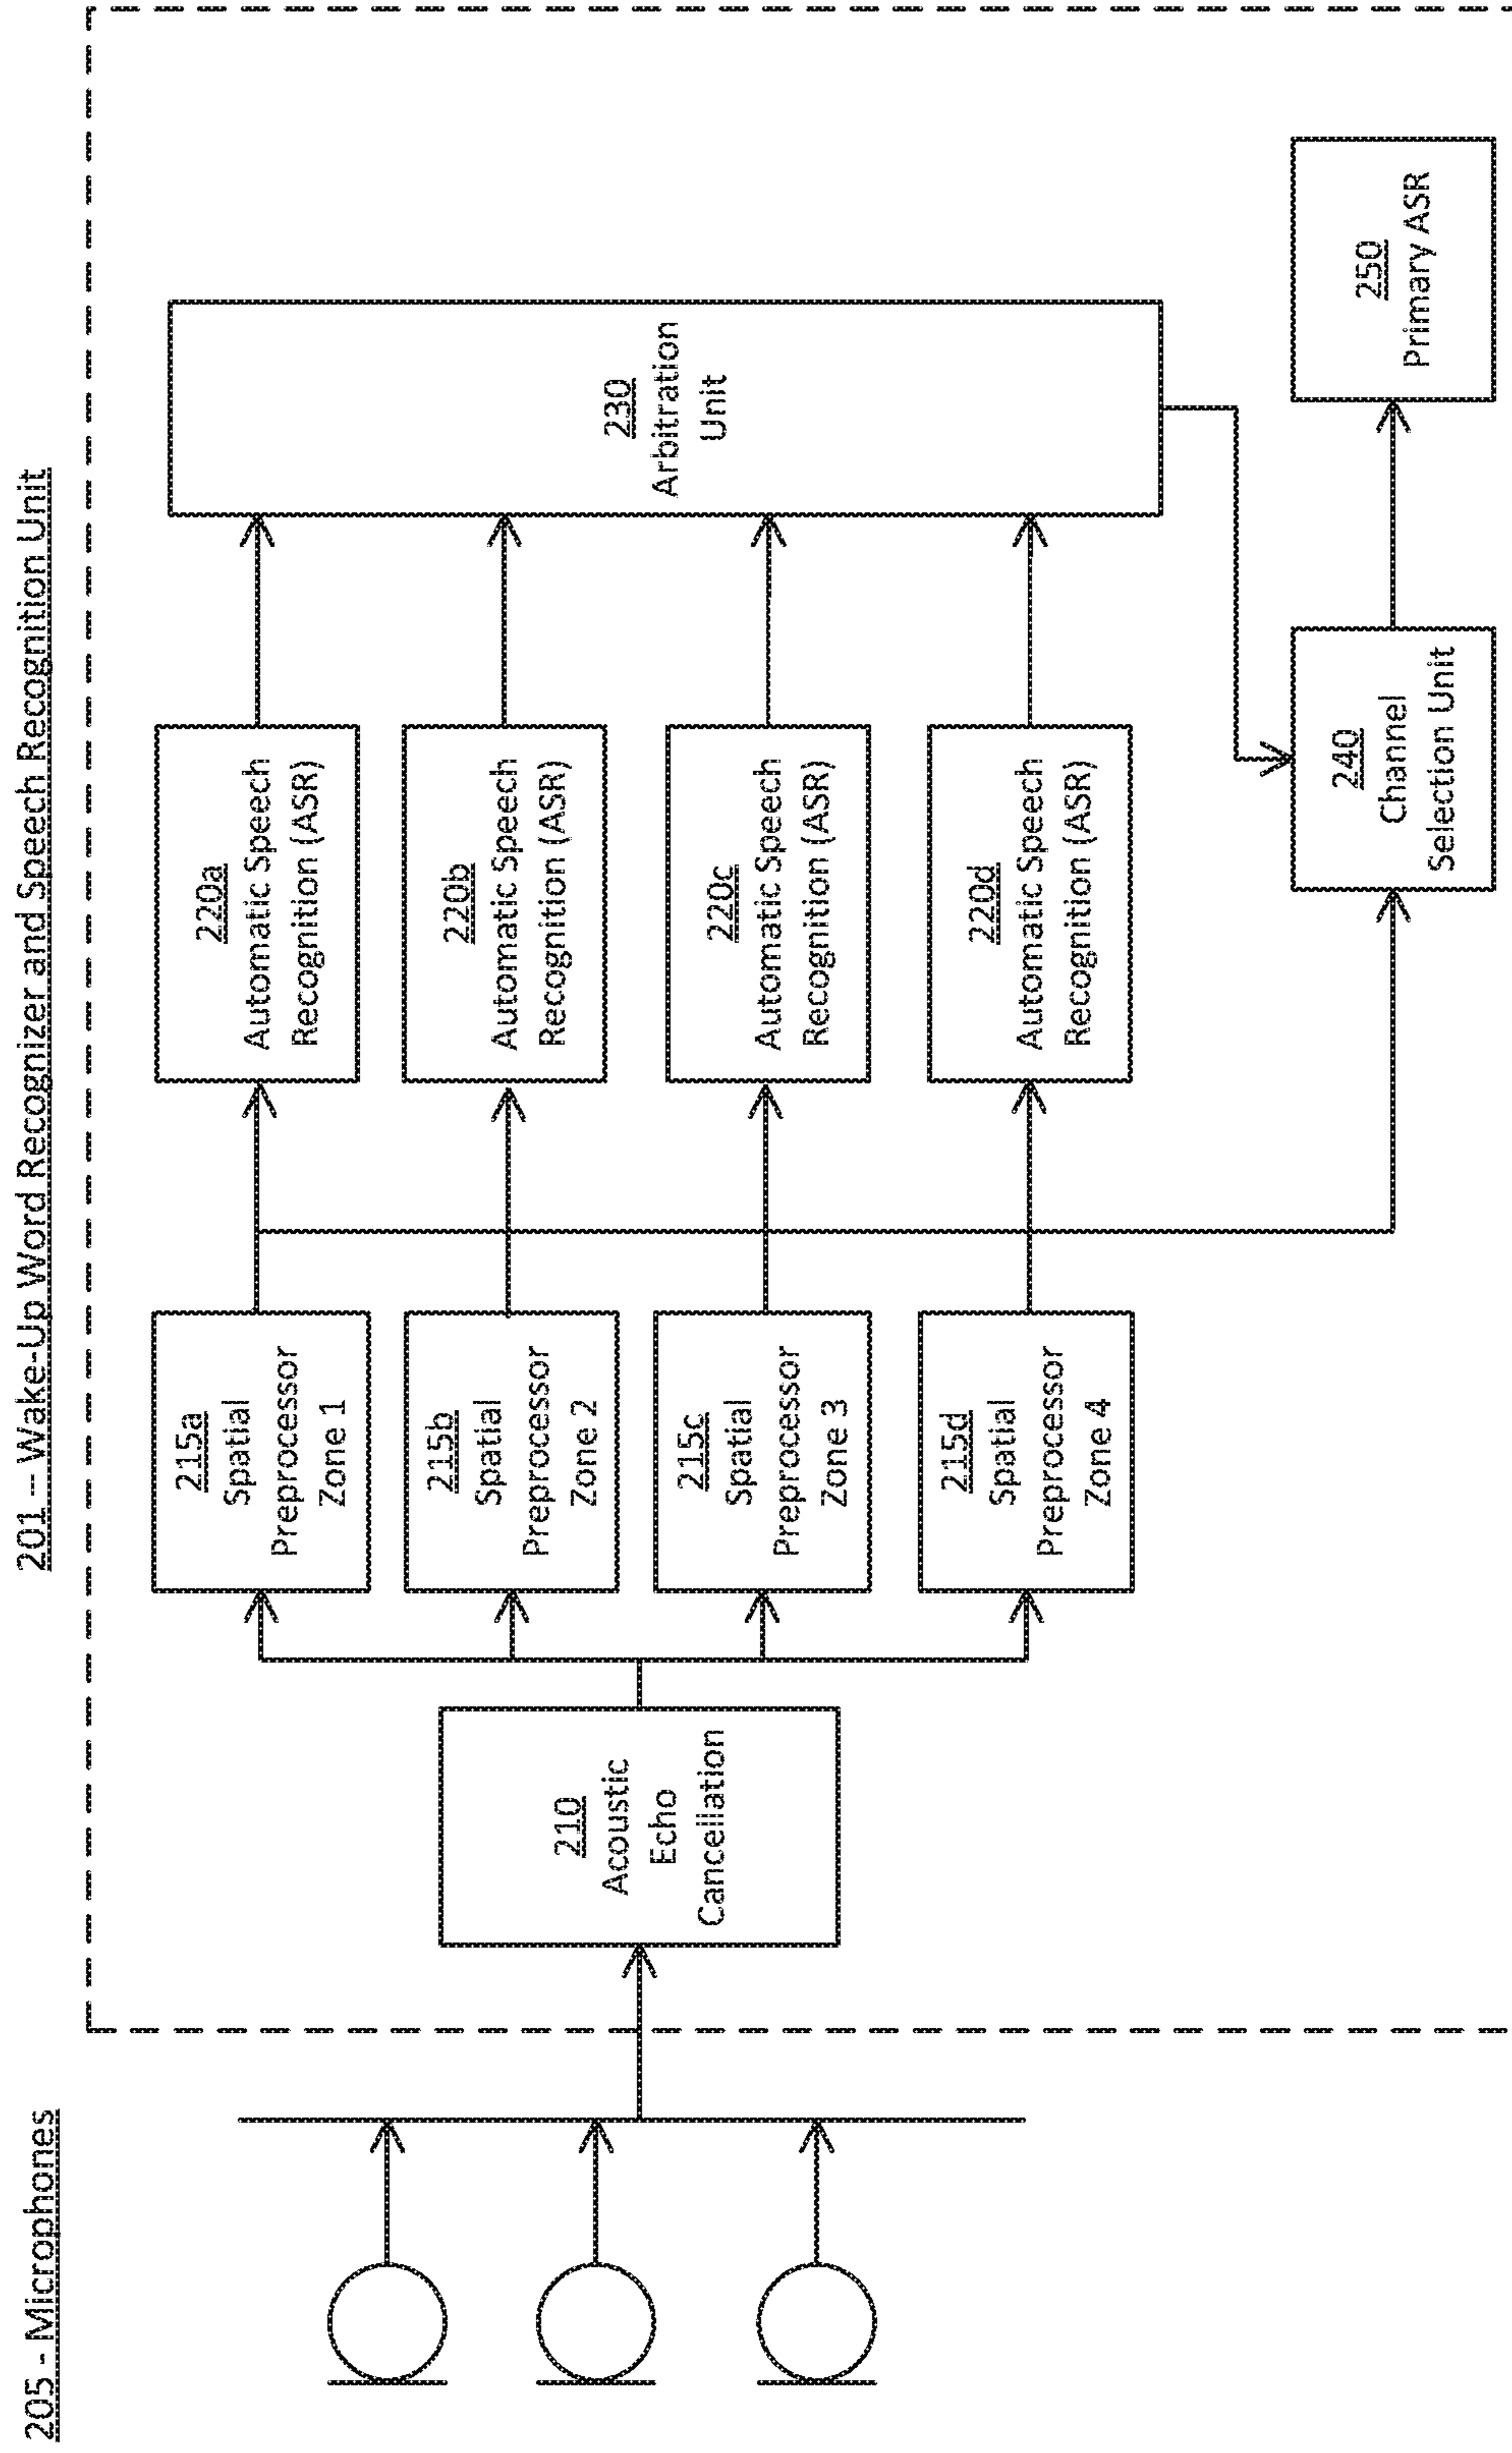 205 - Microphones
201 -- Wake-Up Word Recognizer and Speech Recognition Unit
210
Acoustic
Echo
Cancellation
215a
Spatial
Preprocessor
Zone 1
215b
Spatial
Preprocessor
Zone 2
215c
Spatial
Preprocessor
Zone 3
215d
Spatial
Preprocessor
Zone 4
220a
Automatic Speech
Recognition (ASR)
220b
Automatic Speech
Recognition (ASR)
220c
Automatic Speech
Recognition (ASR)
220d
Automatic Speech
Recognition (ASR)
230
Arbitration
Unit
240
Channel
Selection Unit
250
Primary ASR